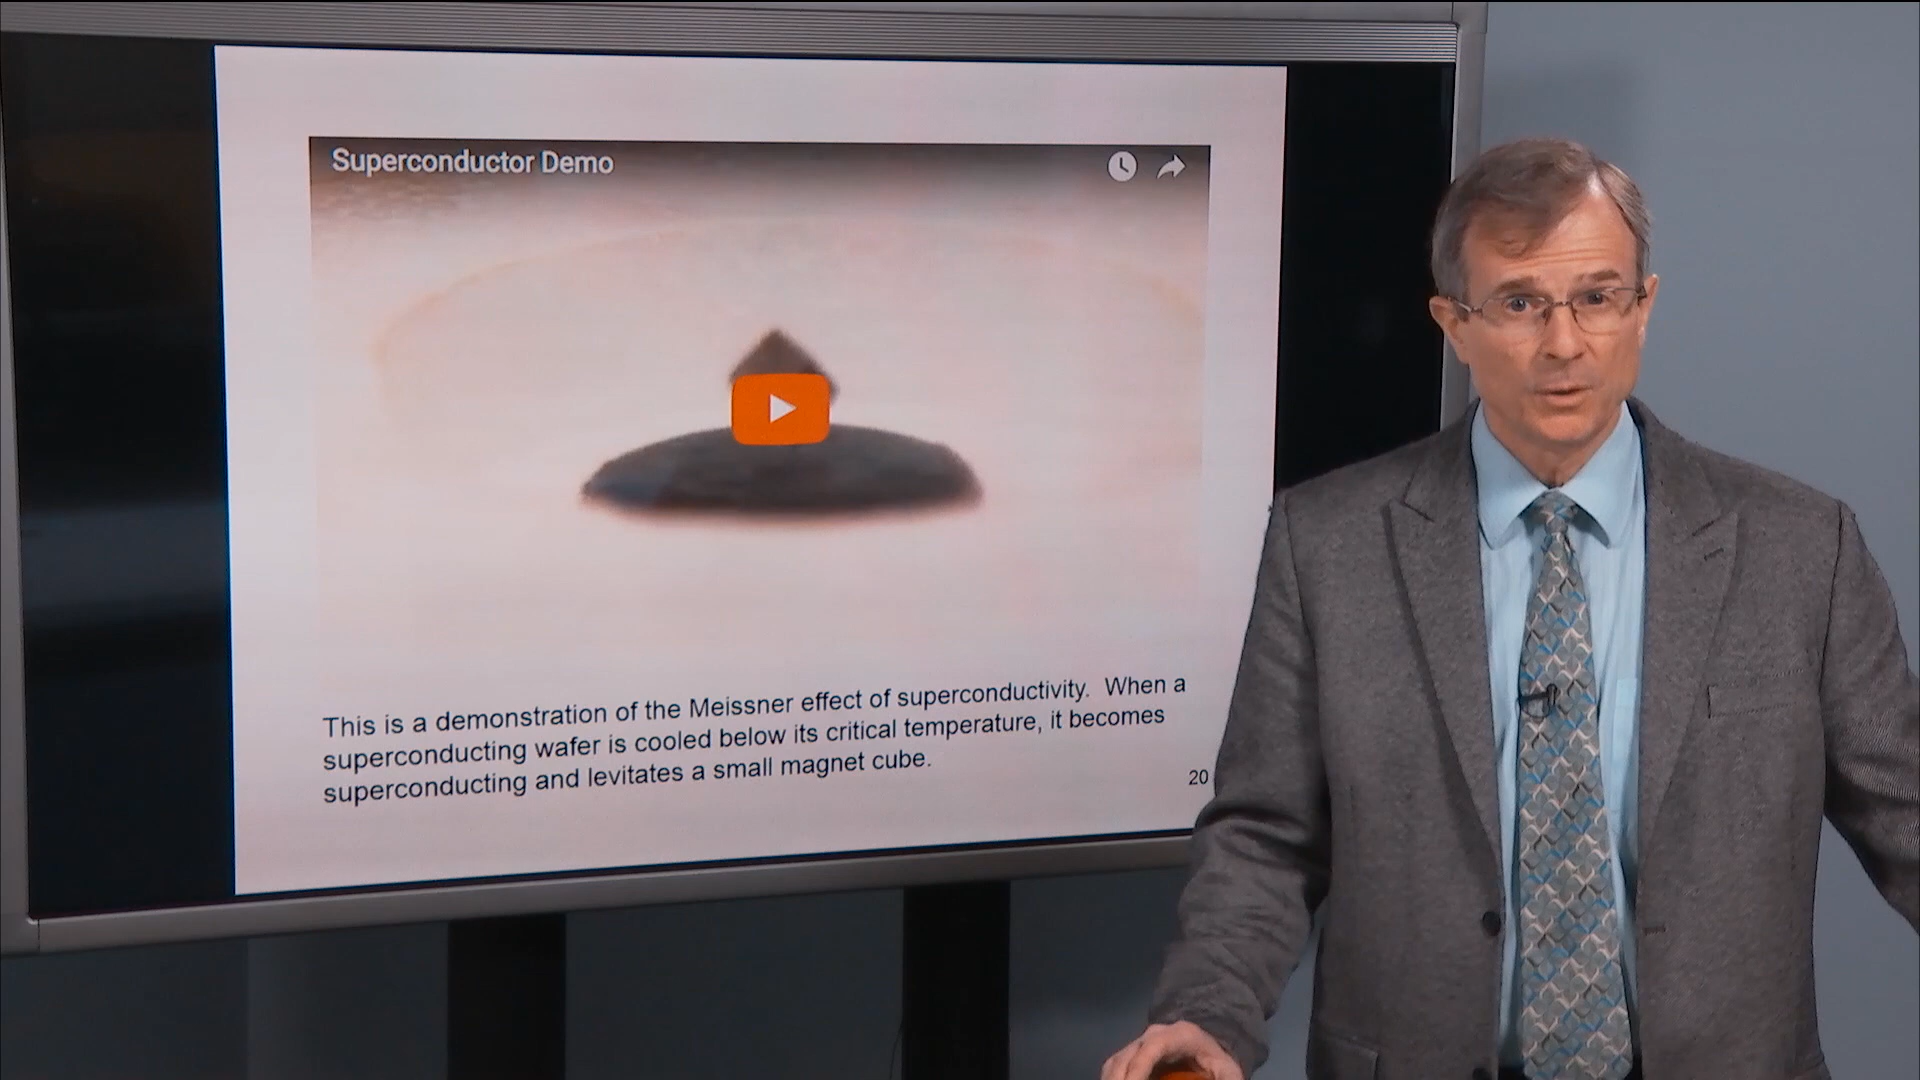 Superconductor Demo
This is a demonstration of the Meissner effect of superconductivity.  When a
superconducting wafer is cooled below its critical temperature, it becomes
superconducting and levitates a small magnet cube.
20